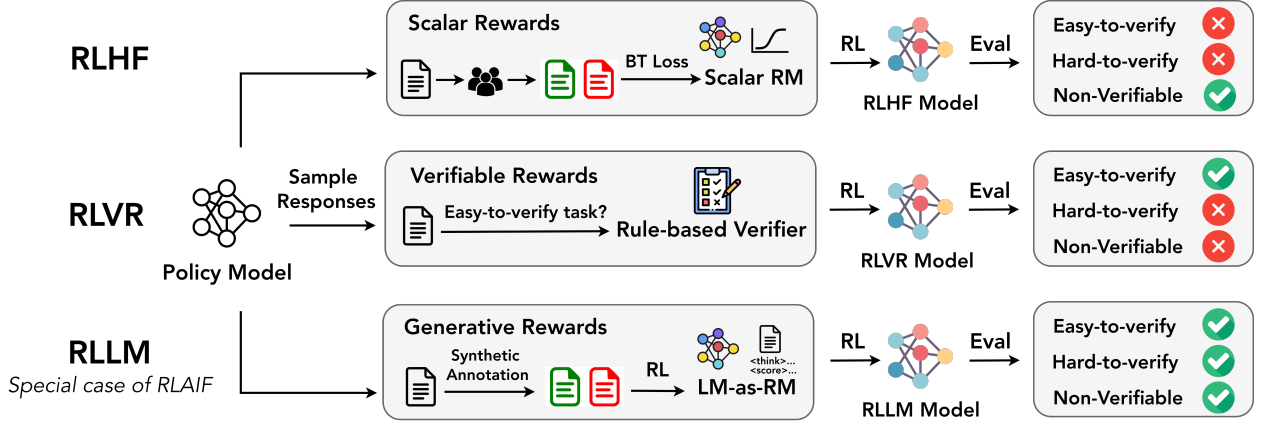 RLHF
Scalar Rewards
BT Loss
Scalar RM
RL
RLHF Model
Eval
Easy-to-verify
Hard-to-verify
Non-Verifiable
RLVR
Policy Model
Sample
Responses
Verifiable Rewards
Easy-to-verify task?
Rule-based Verifier
RL
RLVR Model
Eval
Easy-to-verify
Hard-to-verify
Non-Verifiable
RLLM
Special case of RLAIF
Generative Rewards
Synthetic
Annotation
RL
<think>...
<score>...
LM-as-RM
RL
RLLM Model
Eval
Easy-to-verify
Hard-to-verify
Non-Verifiable